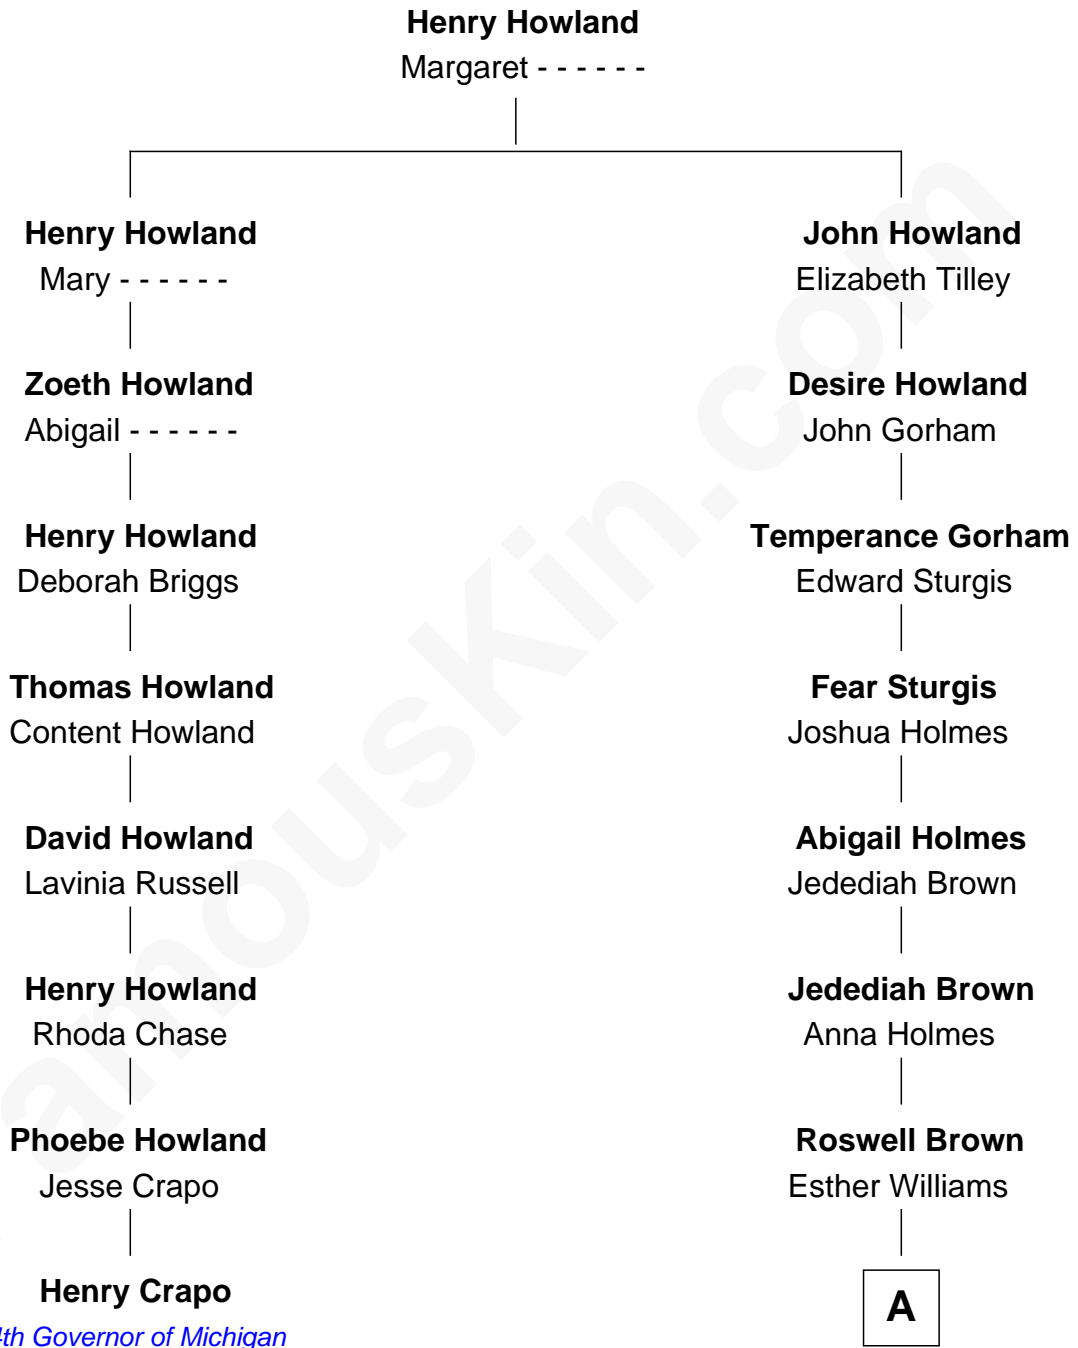 Henry Howland
Margaret - - - - - -
Henry Howland
Mary - - - - - -
Zoeth Howland
Abigail - - - - - -
Henry Howland
Deborah Briggs
Thomas Howland
Content Howland
David Howland
Lavinia Russell
Henry Howland
Rhoda Chase
Phoebe Howland
Jesse Crapo
Henry Crapo
4th Governor of Michigan
John Howland
Elizabeth Tilley
Desire Howland
John Gorham
Temperance Gorham
Edward Sturgis
Fear Sturgis
Joshua Holmes
Abigail Holmes
Jedediah Brown
Jedediah Brown
Anna Holmes
Roswell Brown
Esther Williams
A
amousKin.com